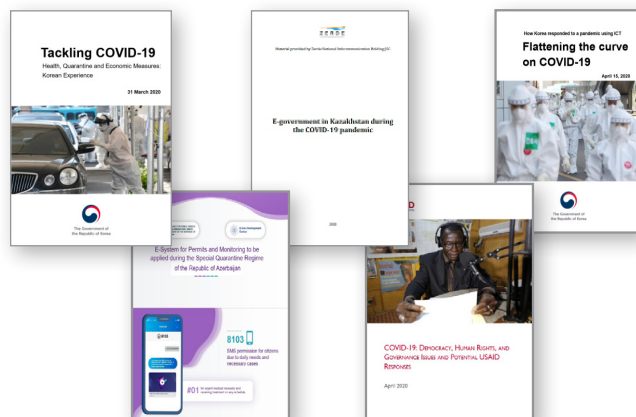 Tackling COVID-19
Health, Quarantine and Economic Measures:
Korean Experience
31 March 2020
The Government of
the Republic of Korea
ZERDE
Material provided by Zerde National Infocommunication Holding JSC
E-government in Kazakhstan during
the COVID-19 pandemic
2020
How Korea responded to a pandemic using ICT
Flattening the curve
on COVID-19
April 15, 2020
The Government of
the Republic of Korea
E-System for Permits and Monitoring to be
applied during the Special Quarantine Regime
of the Republic of Azerbaijan
8103
8103
SMS permission for citizens
due to daily needs and
necessary cases
#01
COVID-19: Democracy, Human Rights, and
Governance Issues and Potential USAID
Responses
April 2020